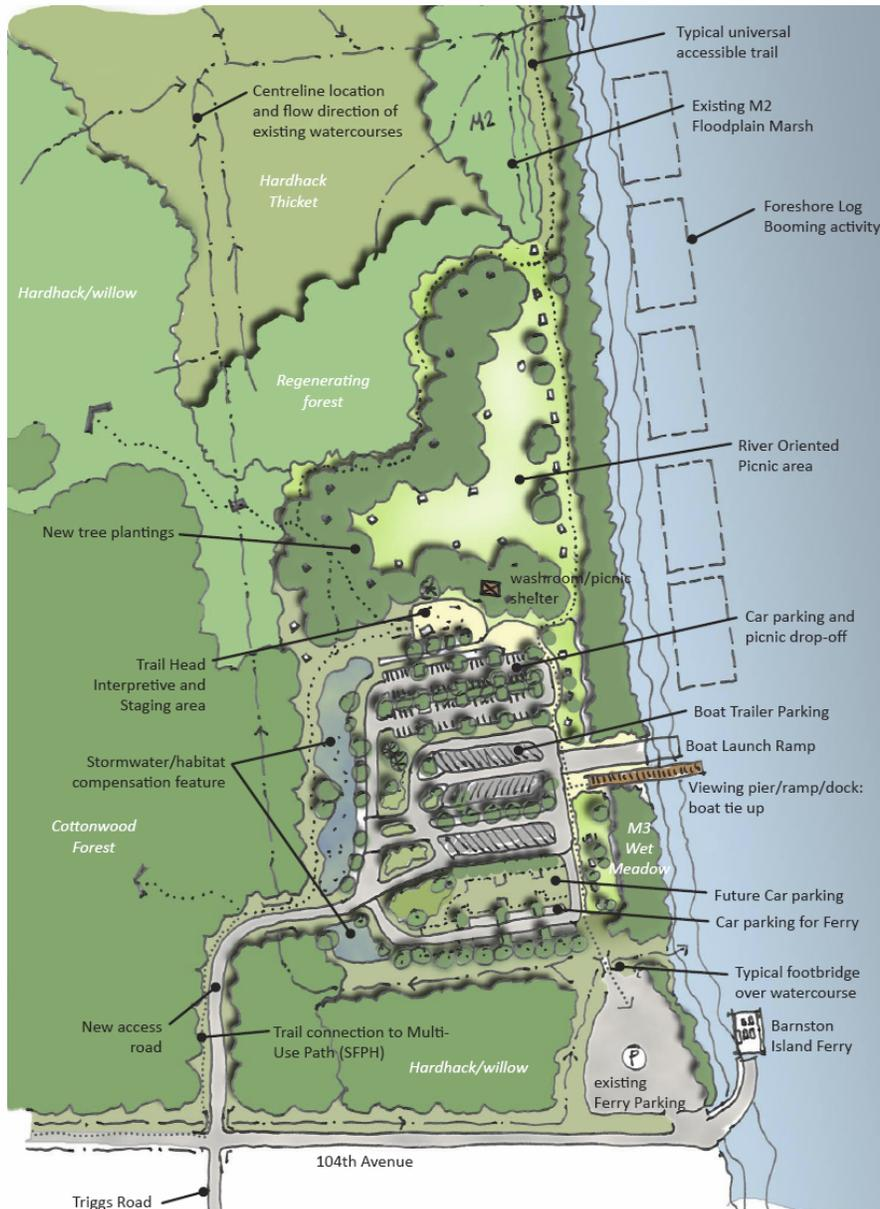 Typical universal
accessible trail
Centreline location
and flow direction of
existing watercourses
M2
Existing M2
Floodplain Marsh
Hardhack
Thicket
Foreshore Log
Booming activity
Hardhack/willow
Regenerating
forest
River Oriented
Picnic area
New tree plantings
washroom/picnic
shelter
Car parking and
picnic drop-off
Trail Head
Interpretive and
Staging area
Boat Trailer Parking
Boat Launch Ramp
Stormwater/habitat
compensation feature
Viewing pier/ramp/dock:
boat tie up
Cottonwood
Forest
M3
Wet
Meadow
Future Car parking
Car parking for Ferry
Typical footbridge
over watercourse
New access
road
Trail connection to Multi-
Use Path (SFPH)
Barnston
Island Ferry
Hardhack/willow
P
existing
Ferry Parking
104th Avenue
Triggs Road